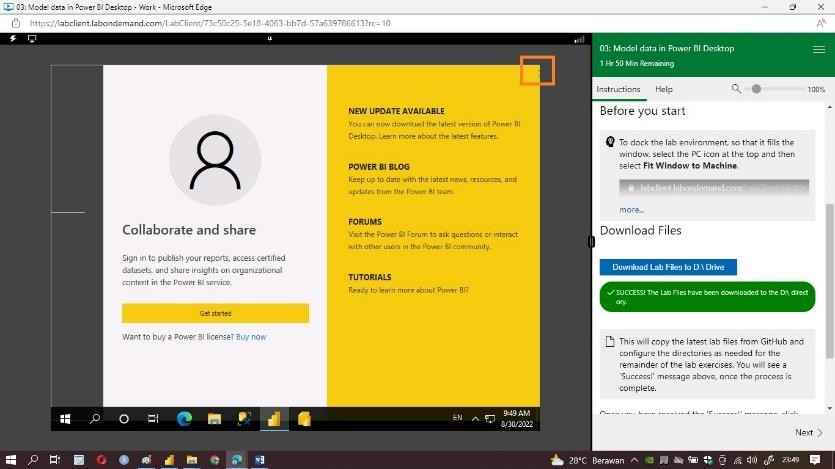 03: Model data in Power BI Desktop - Work - Microsoft Edge
https://labclient.labondemand.com/LabClient/73c50c25-5e18-4063-bb7d-57a639786613?rc=10
NEW UPDATE AVAILABLE
You can now download the latest version of Power BI
Desktop. Learn more about the latest features.
POWER BI BLOG
Keep up to date with the latest news, resources, and
updates from the Power BI team.
FORUMS
Visit the Power BI Forum to ask questions or interact
with other users in the Power BI community.
TUTORIALS
Ready to learn more about Power BI?
Collaborate and share
Sign in to publish your reports, access certified
datasets, and share insights on organizational
content in the Power BI service.
Get started
Want to buy a Power BI license? Buy now
EN
9:49 AM
8/30/2022
03: Model data in Power BI Desktop
1 Hr 50 Min Remaining
Instructions Help 100%
Before you start
To dock the lab environment, so that it fills the
window, select the PC icon at the top and then
select Fit Window to Machine.
labclient.labondemand.com
more...
Download Files
Download Lab Files to D:\ Drive
SUCCESS! The Lab Files have been downloaded to the D:\ direct
ory.
This will copy the latest lab files from GitHub and
configure the directories as needed for the
remainder of the lab exercises. You will see a
'Success!' message above, once the process is
complete.
Once you have received the 'Success!' message, click
Next
28°C Berawan
23:49